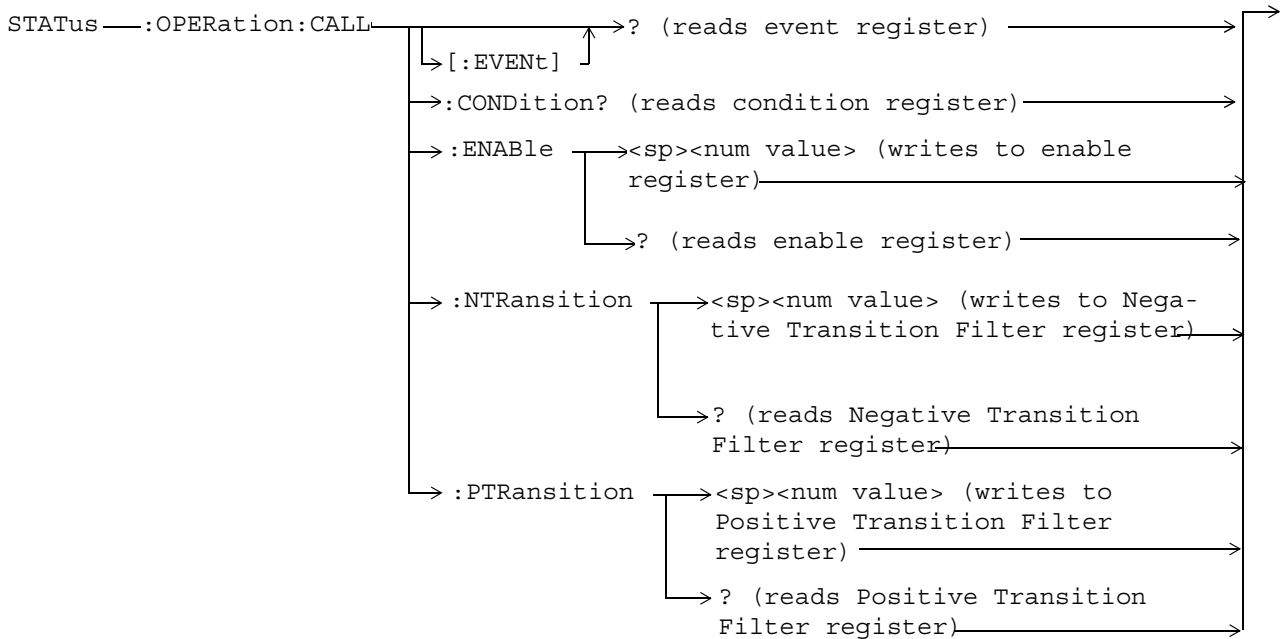 STATus :OPERation:CALL ? (reads event register)
[:EVENt]
:CONDition? (reads condition register)
:ENABle <sp><num value> (writes to enable
register)
? (reads enable register)
:NTRansition <sp><num value> (writes to Nega-
tive Transition Filter register)
? (reads Negative Transition
Filter register)
:PTRansition <sp><num value> (writes to
Positive Transition Filter
register)
? (reads Positive Transition
Filter register)